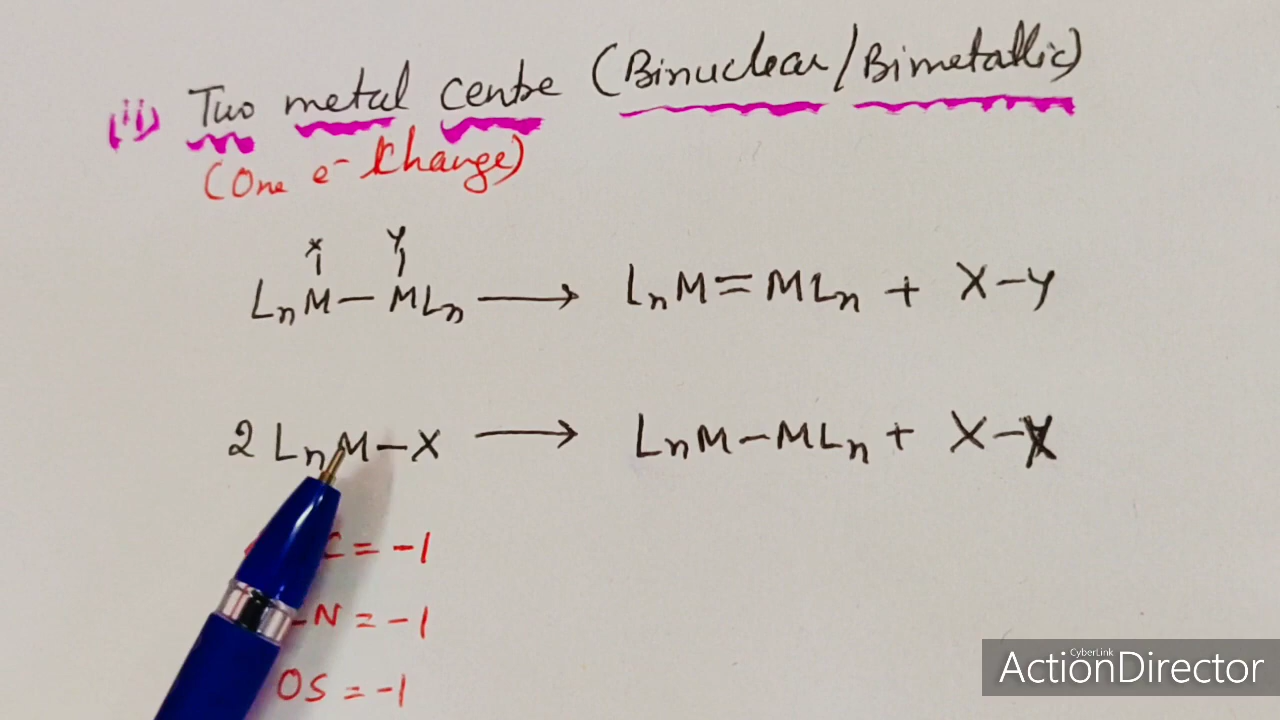 (ii) Two metal centre (Binuclear/Bimetallic)
(One e⁻ Change)
X Y
LnM—MLn ⟶ LnM=MLn + X-Y
2 LnM-X ⟶ LnM-MLn + X-X
= -1
-N = -1
OS = -1
CyberLink
ActionDirector